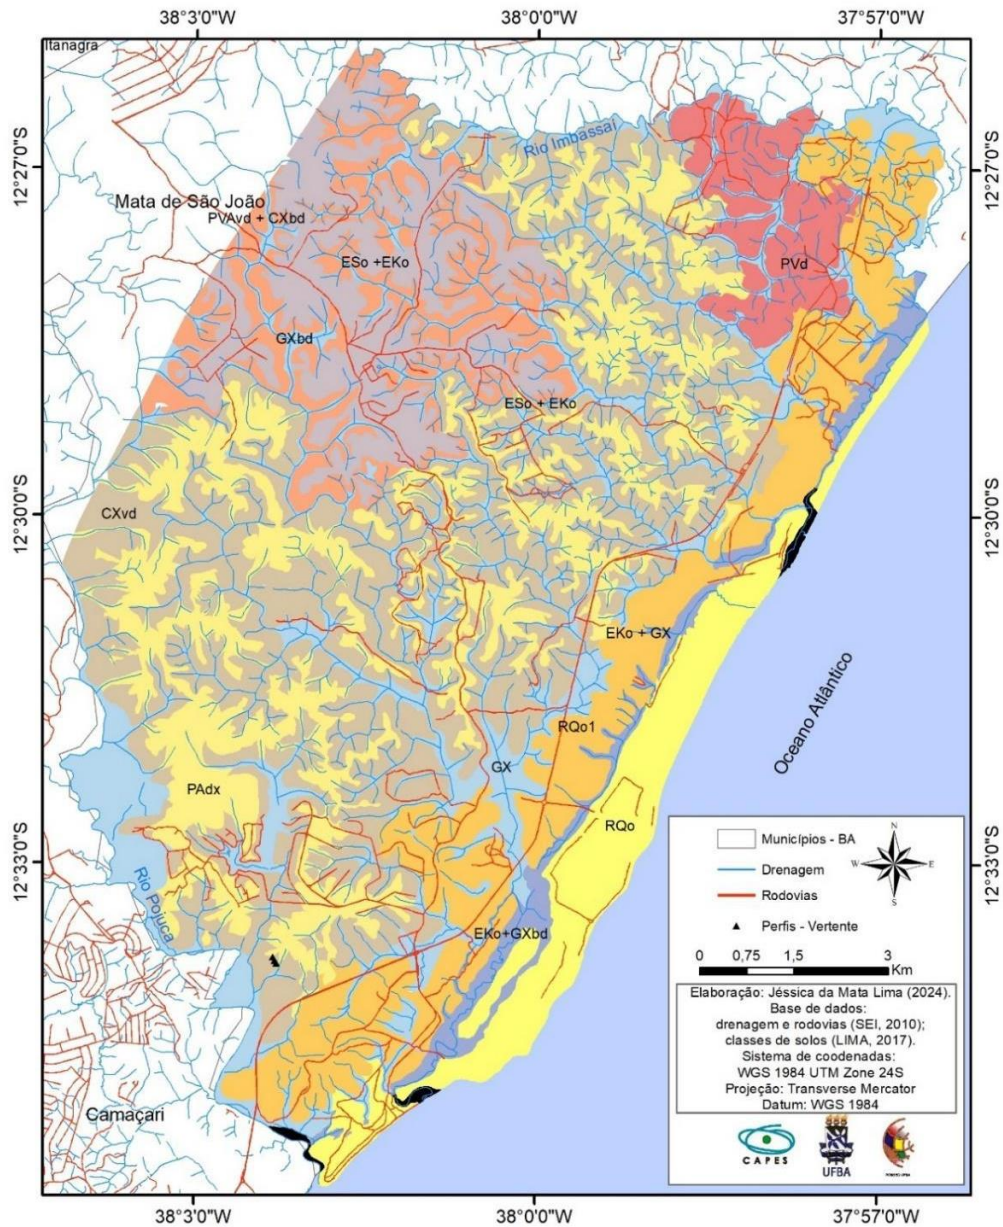 38°3'0"W
38°0'0"W
37°57'0"W
Itanagra
12°27'0"S
Rio Imbassaí
12°27'0"S
Mata de São João
PVAvd + CXbd
ESo +EKo
PVd
GXbd
ESo + EKo
12°30'0"S
CXvd
12°30'0"S
EKo + GX
Oceano Atlântico
RQo1
GX
PAdx
RQo
12°33'0"S
Rio Pojuca
12°33'0"S
EKo+GXbd
Camaçari
N
W
E
S
Municípios - BA
Drenagem
Rodovias
Perfis - Vertente
0 0,75 1,5 3
Km
Elaboração: Jéssica da Mata Lima (2024).
Base de dados:
drenagem e rodovias (SEI, 2010);
classes de solos (LIMA, 2017).
Sistema de coodenadas:
WGS 1984 UTM Zone 24S
Projeção: Transverse Mercator
Datum: WGS 1984
CAPES
UFBA
38°3'0"W
38°0'0"W
37°57'0"W